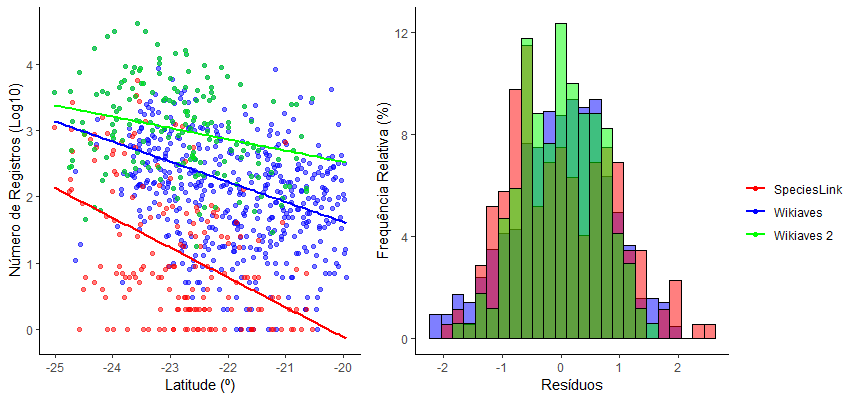 Número de Registros (Log10)
4
3
2
1
0
-25
-24
-23
-22
-21
-20
Latitude (º)
Frequência Relativa (%)
12
8
4
0
-2
-1
0
1
2
Resíduos
SpeciesLink
Wikiaves
Wikiaves 2